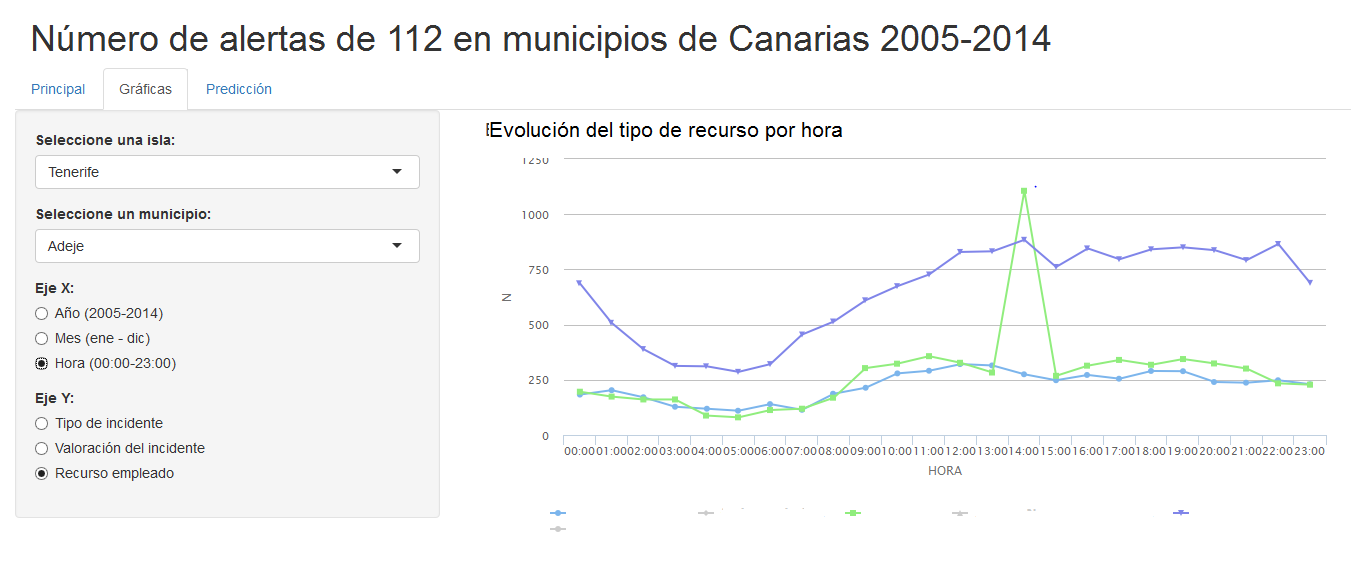 Número de alertas de 112 en municipios de Canarias 2005-2014
Principal
Gráficas
Predicción
Seleccione una isla:
Tenerife
Seleccione un municipio:
Adeje
Eje X:
Año (2005-2014)
Mes (ene - dic)
Hora (00:00-23:00)
Eje Y:
Tipo de incidente
Valoración del incidente
Recurso empleado
Evolución del tipo de recurso por hora
1250
1000
750
500
250
0
N
00:00 01:00 02:00 03:00 04:00 05:00 06:00 07:00 08:00 09:00 10:00 11:00 12:00 13:00 14:00 15:00 16:00 17:00 18:00 19:00 20:00 21:00 22:00 23:00
HORA